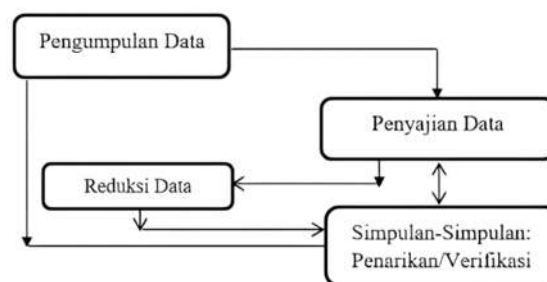 Pengumpulan Data
Penyajian Data
Reduksi Data
Simpulan-Simpulan:
Penarikan/Verifikasi